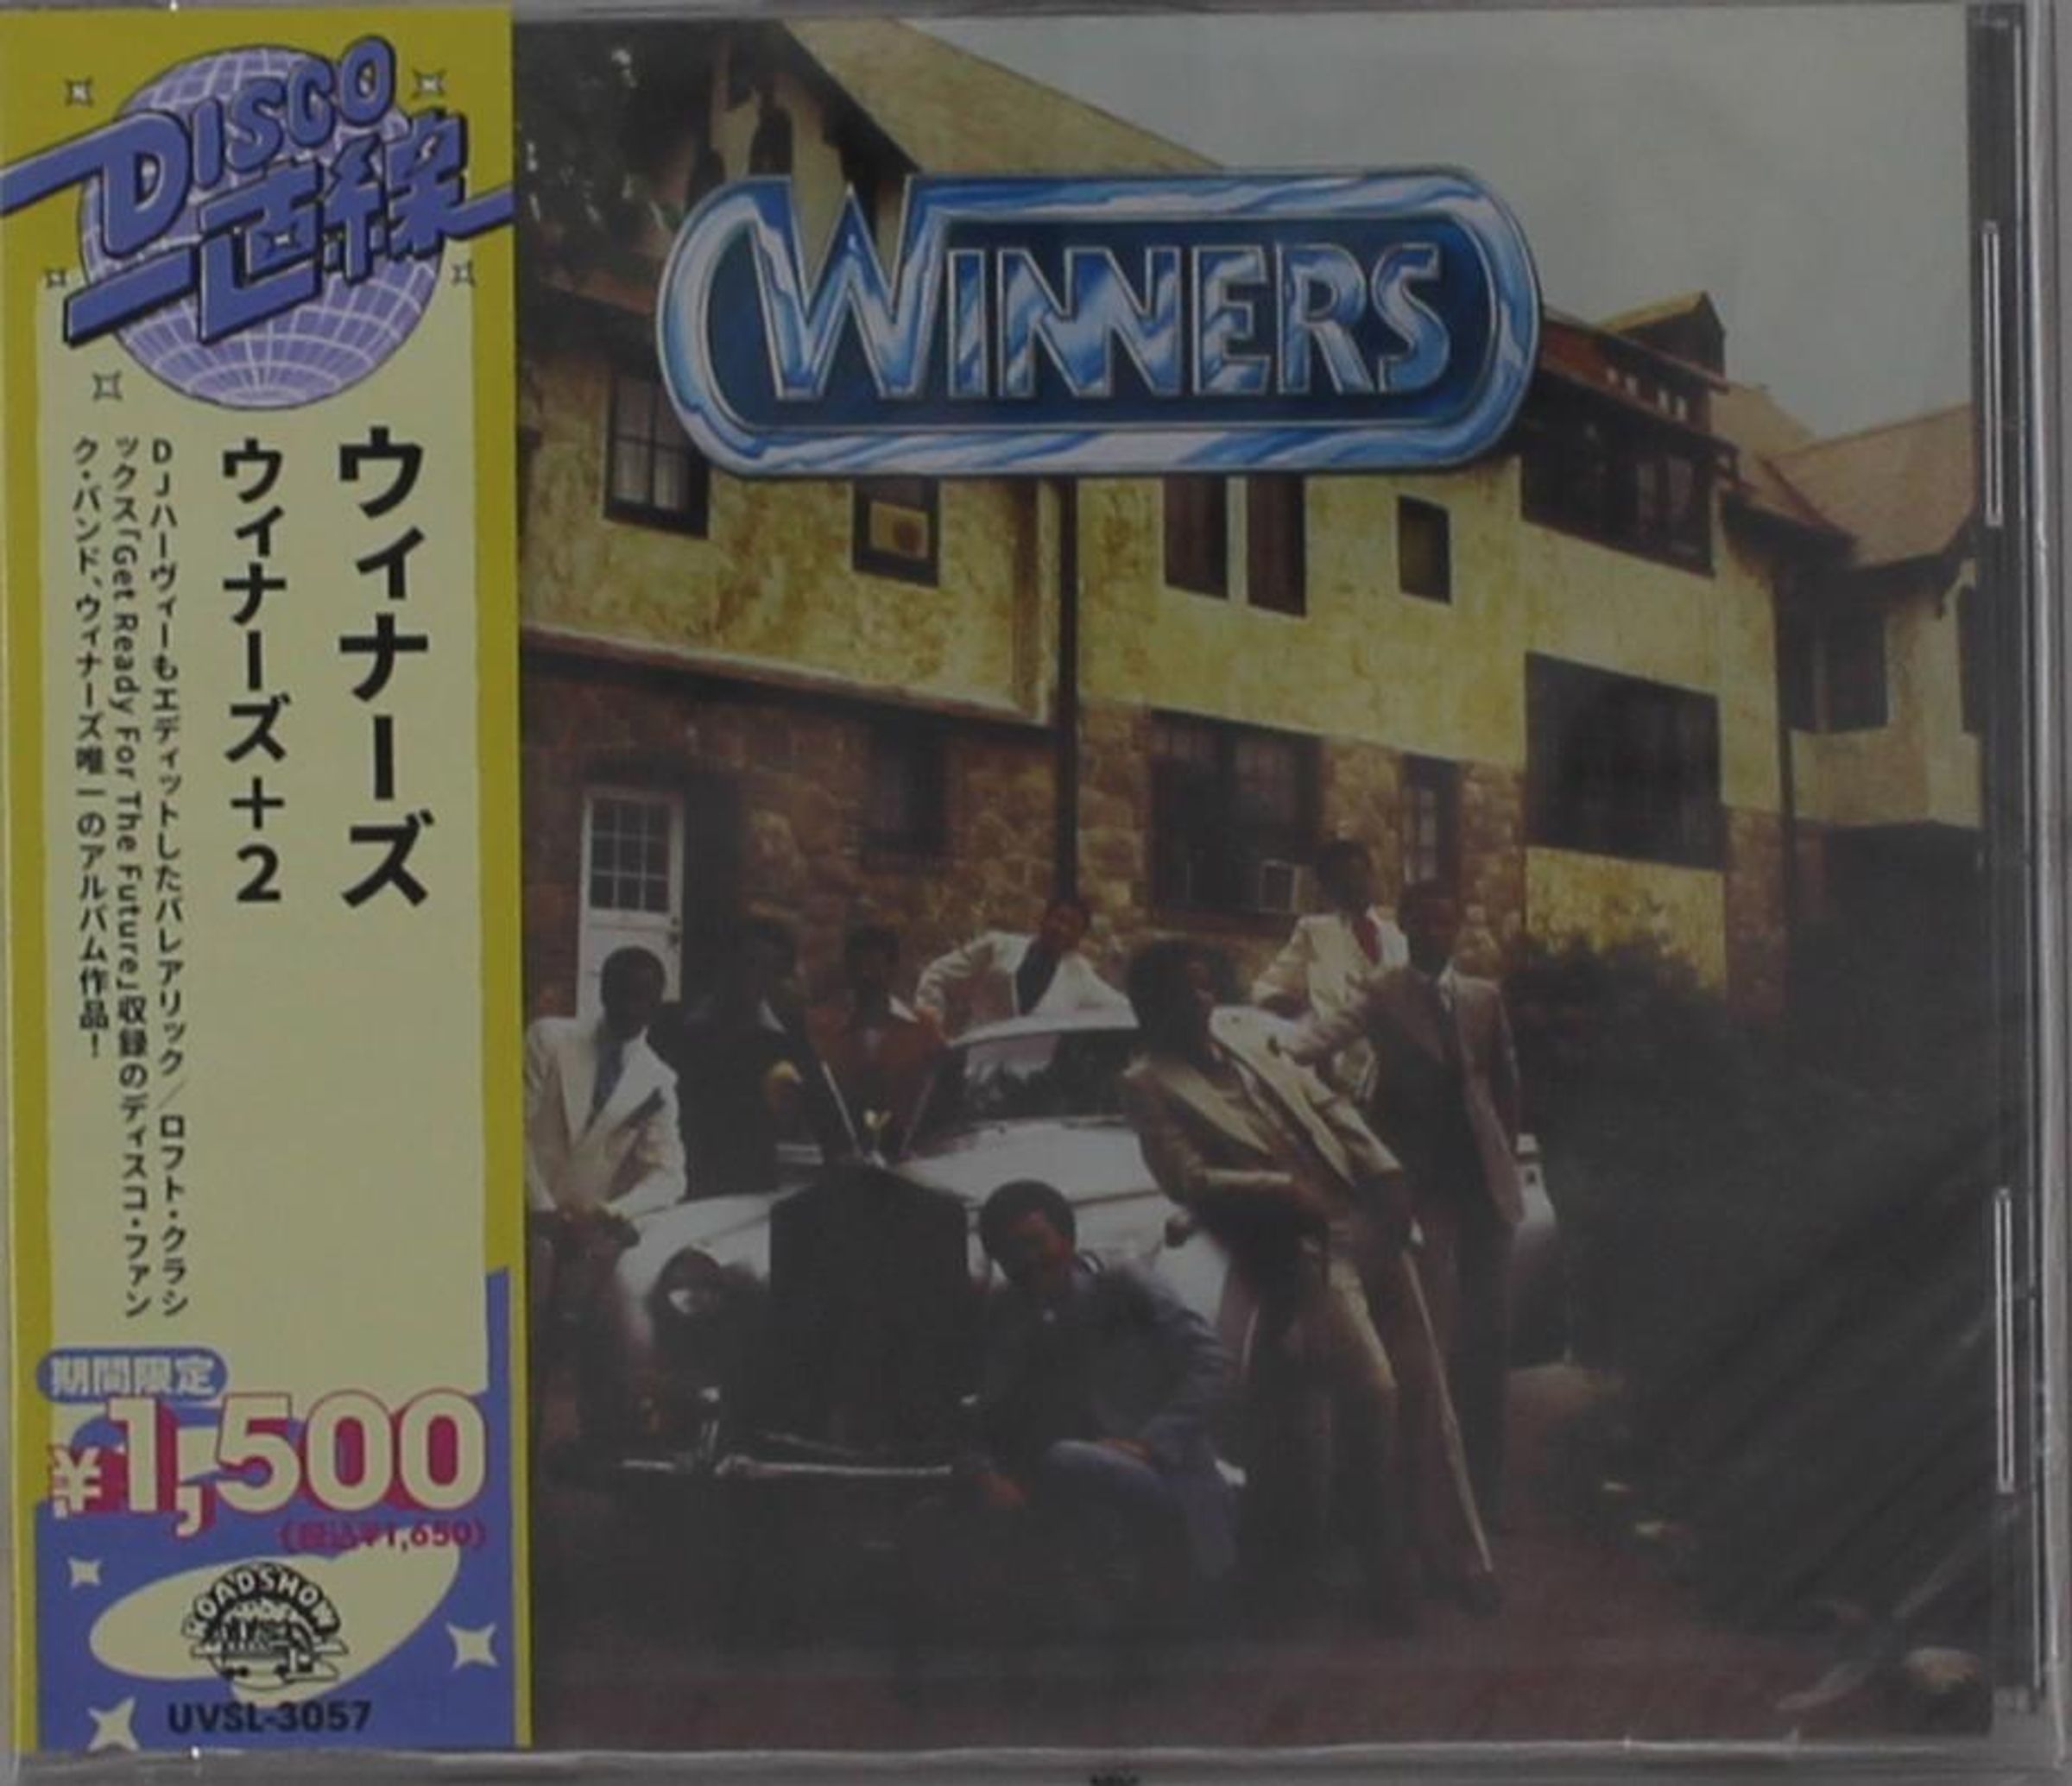 DISCO
一直線
WINNERS
ウィナーズ
ウィナーズ+2
DJハーヴィーもエディットしたバレアリック/ロフト・クラシ
ックス「Get Ready For The Future」収録のディスコ・ファン
ク・バンド、ウィナーズ唯一のアルバム作品!
期間限定
¥1,500
(税込¥1,650)
ROADSHOW
UVSL-3057